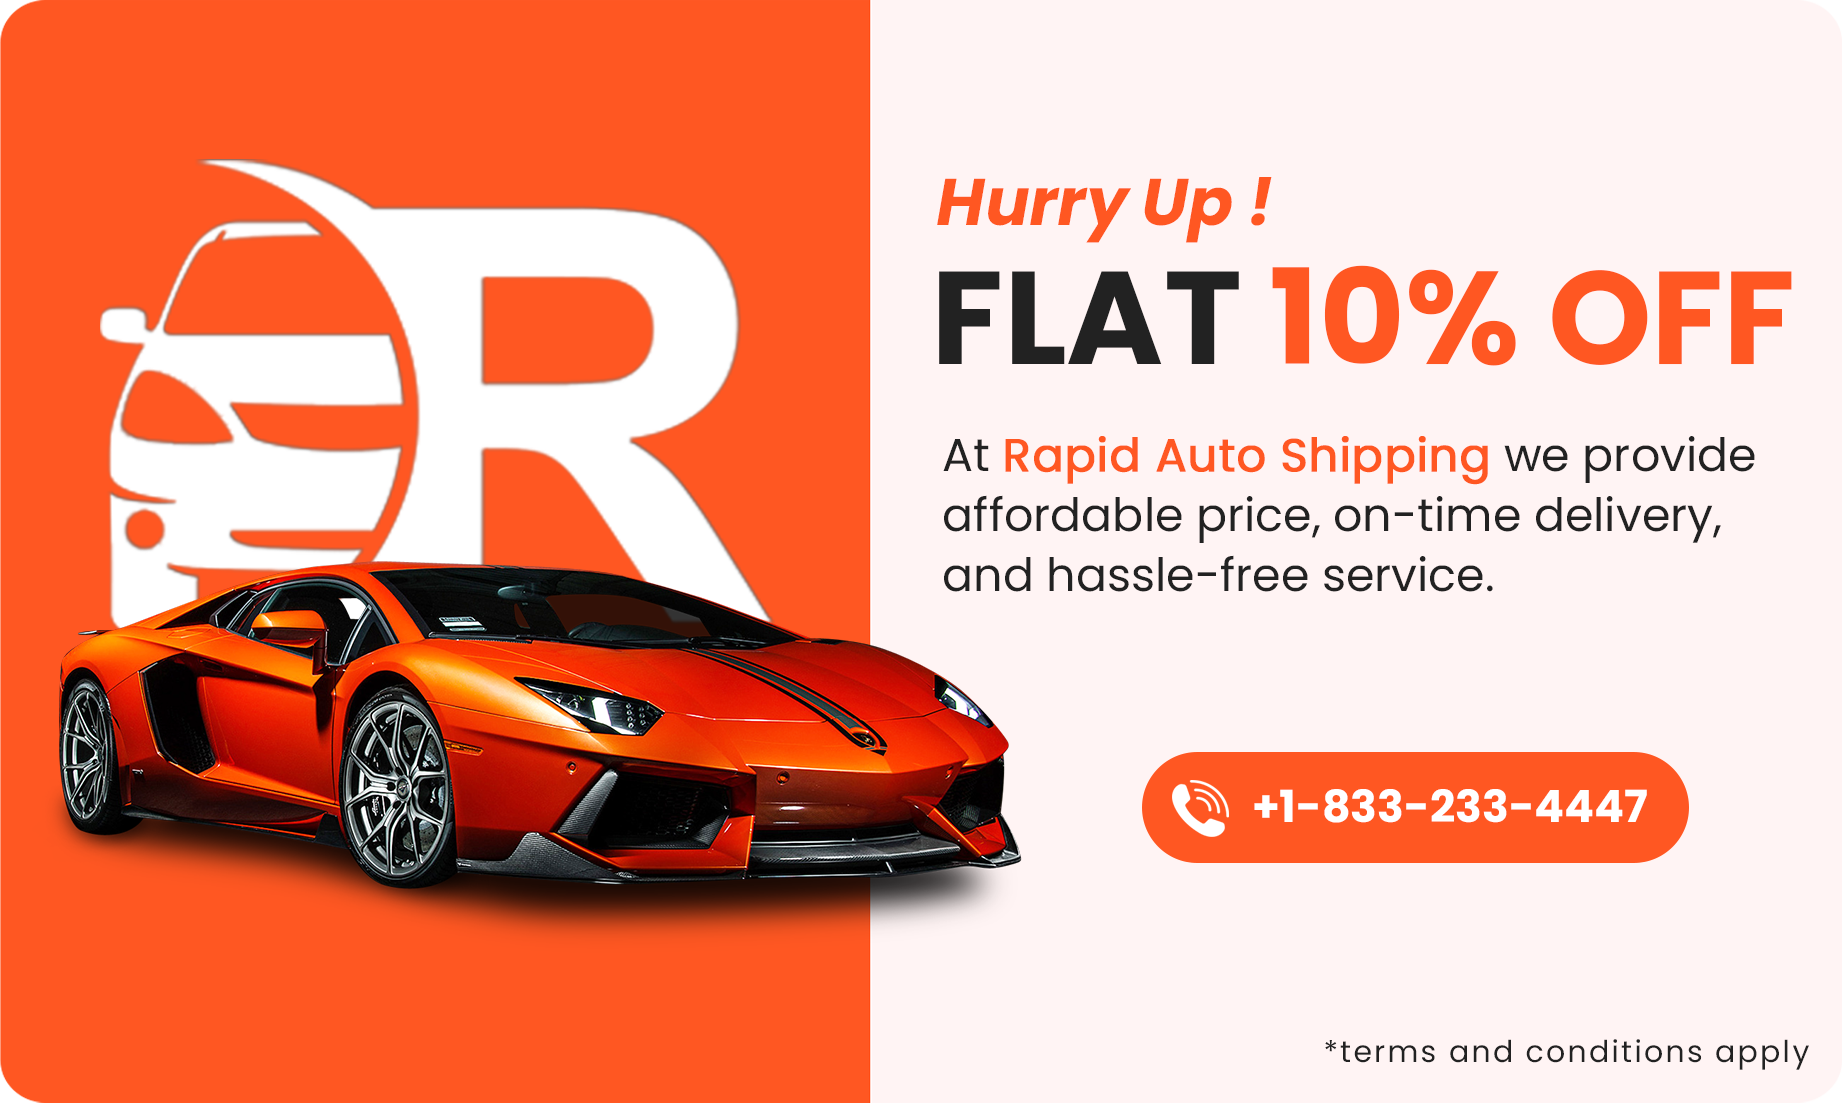 R
Hurry Up !
FLAT 10% OFF
At Rapid Auto Shipping we provide
affordable price, on-time delivery,
and hassle-free service.
+1-833-233-4447
*terms and conditions apply